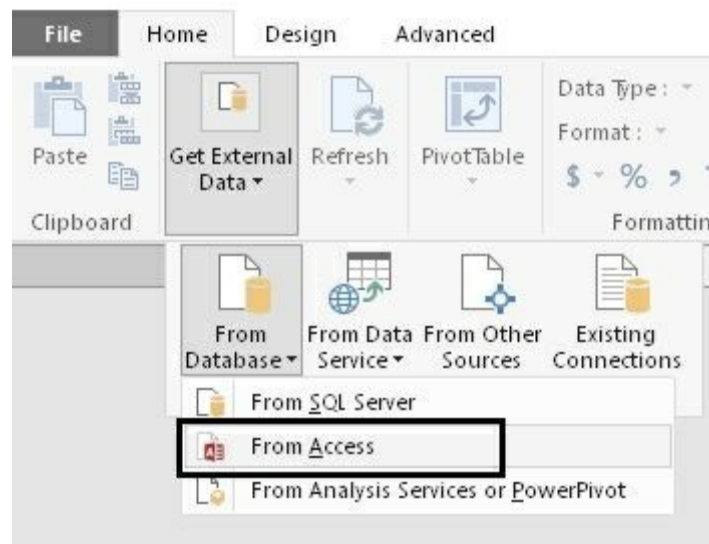 File Home Design Advanced
Data Type :
Format :
Paste Get External Refresh PivotTable
Data
$ % ,
Clipboard Formattin
From From Data From Other Existing
Database Service Sources Connections
From SQL Server
From Access
From Analysis Services or PowerPivot